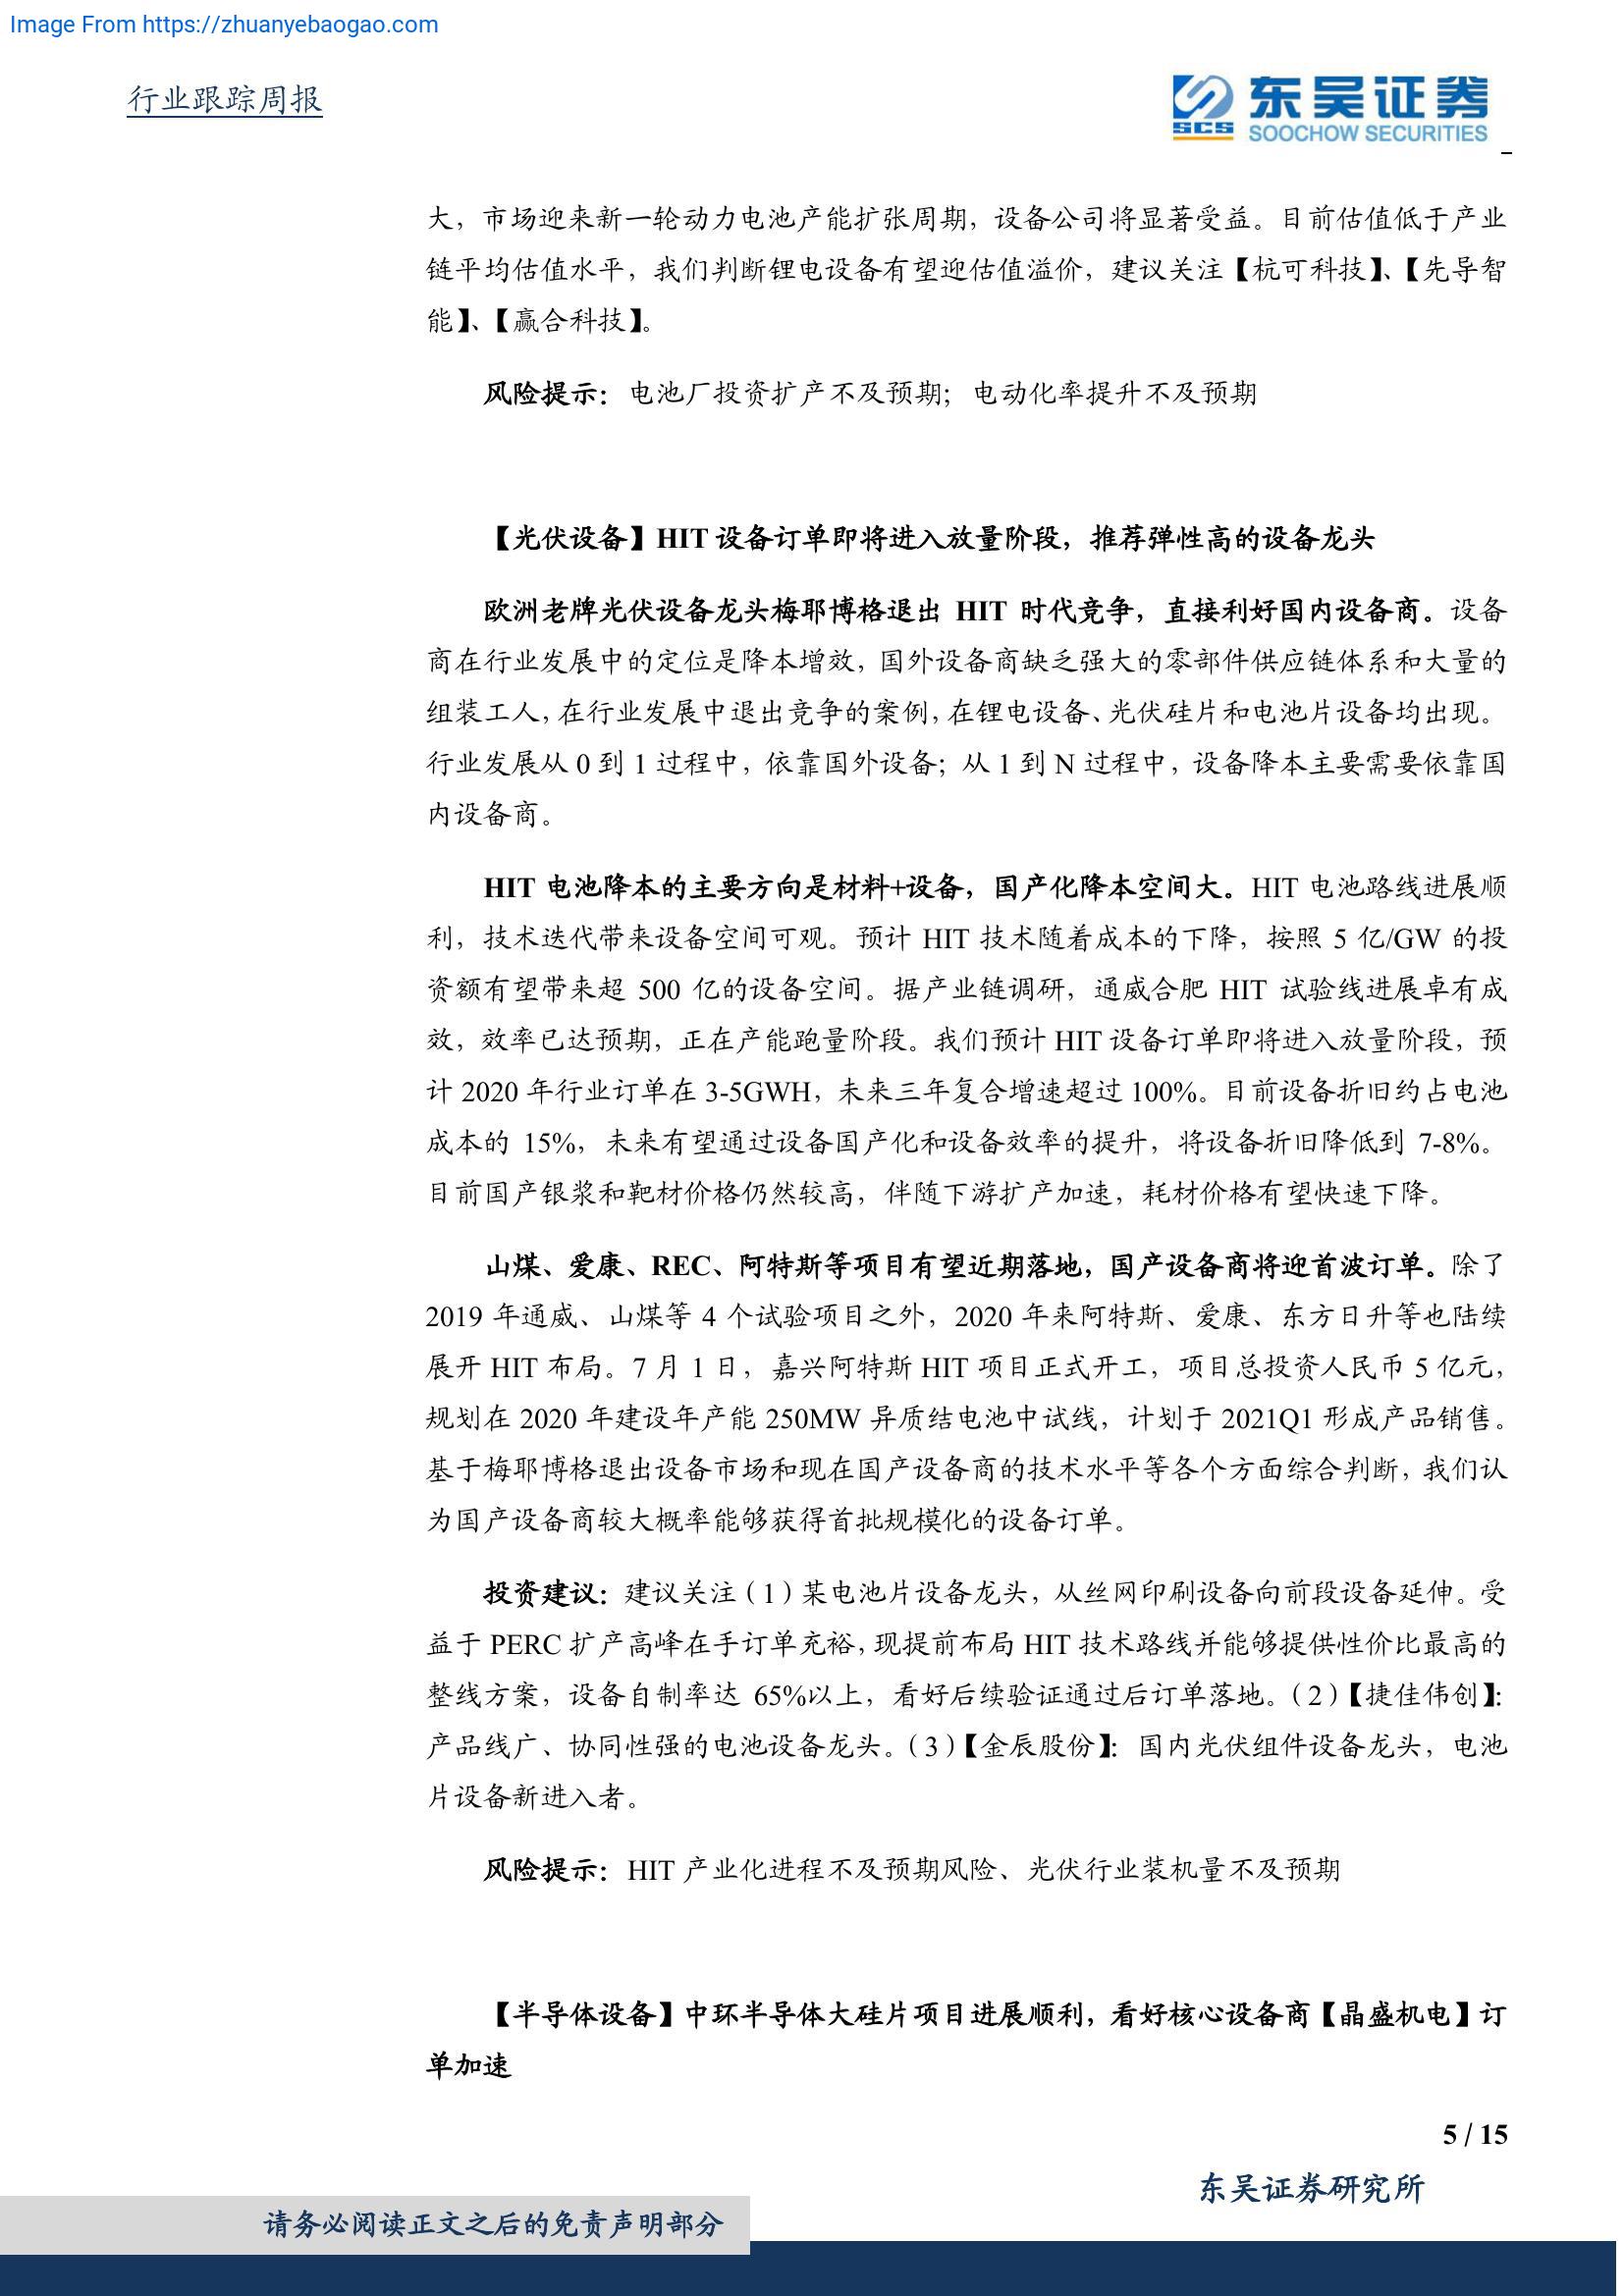 Image From https://zhuanyebaogao.com
行业跟踪周报
SCS 东吴证券
SOOCHOW SECURITIES
大，市场迎来新一轮动力电池产能扩张周期，设备公司将显著受益。目前估值低于产业
链平均估值水平，我们判断锂电设备有望迎估值溢价，建议关注【杭可科技】、【先导智
能】、【赢合科技】。
风险提示：电池厂投资扩产不及预期；电动化率提升不及预期
【光伏设备】HIT 设备订单即将进入放量阶段，推荐弹性高的设备龙头
欧洲老牌光伏设备龙头梅耶博格退出 HIT 时代竞争，直接利好国内设备商。设备
商在行业发展中的定位是降本增效，国外设备商缺乏强大的零部件供应链体系和大量的
组装工人，在行业发展中退出竞争的案例，在锂电设备、光伏硅片和电池片设备均出现。
行业发展从 0 到 1 过程中，依靠国外设备；从 1 到 N 过程中，设备降本主要需要依靠国
内设备商。
HIT 电池降本的主要方向是材料+设备，国产化降本空间大。HIT 电池路线进展顺
利，技术迭代带来设备空间可观。预计 HIT 技术随着成本的下降，按照 5 亿/GW 的投
资额有望带来超 500 亿的设备空间。据产业链调研，通威合肥 HIT 试验线进展卓有成
效，效率已达预期，正在产能跑量阶段。我们预计 HIT 设备订单即将进入放量阶段，预
计 2020 年行业订单在 3-5GWH，未来三年复合增速超过 100%。目前设备折旧约占电池
成本的 15%，未来有望通过设备国产化和设备效率的提升，将设备折旧降低到 7-8%。
目前国产银浆和靶材价格仍然较高，伴随下游扩产加速，耗材价格有望快速下降。
山煤、爱康、REC、阿特斯等项目有望近期落地，国产设备商将迎首波订单。除了
2019 年通威、山煤等 4 个试验项目之外，2020 年来阿特斯、爱康、东方日升等也陆续
展开 HIT 布局。7 月 1 日，嘉兴阿特斯 HIT 项目正式开工，项目总投资人民币 5 亿元，
规划在 2020 年建设年产能 250MW 异质结电池中试线，计划于 2021Q1 形成产品销售。
基于梅耶博格退出设备市场和现在国产设备商的技术水平等各个方面综合判断，我们认
为国产设备商较大概率能够获得首批规模化的设备订单。
投资建议：建议关注（1）某电池片设备龙头，从丝网印刷设备向前段设备延伸。受
益于 PERC 扩产高峰在手订单充裕，现提前布局 HIT 技术路线并能够提供性价比最高的
整线方案，设备自制率达 65%以上，看好后续验证通过后订单落地。（2）【捷佳伟创】：
产品线广、协同性强的电池设备龙头。（3）【金辰股份】：国内光伏组件设备龙头，电池
片设备新进入者。
风险提示：HIT 产业化进程不及预期风险、光伏行业装机量不及预期
【半导体设备】中环半导体大硅片项目进展顺利，看好核心设备商【晶盛机电】订
单加速
5 / 15
东吴证券研究所
请务必阅读正文之后的免责声明部分